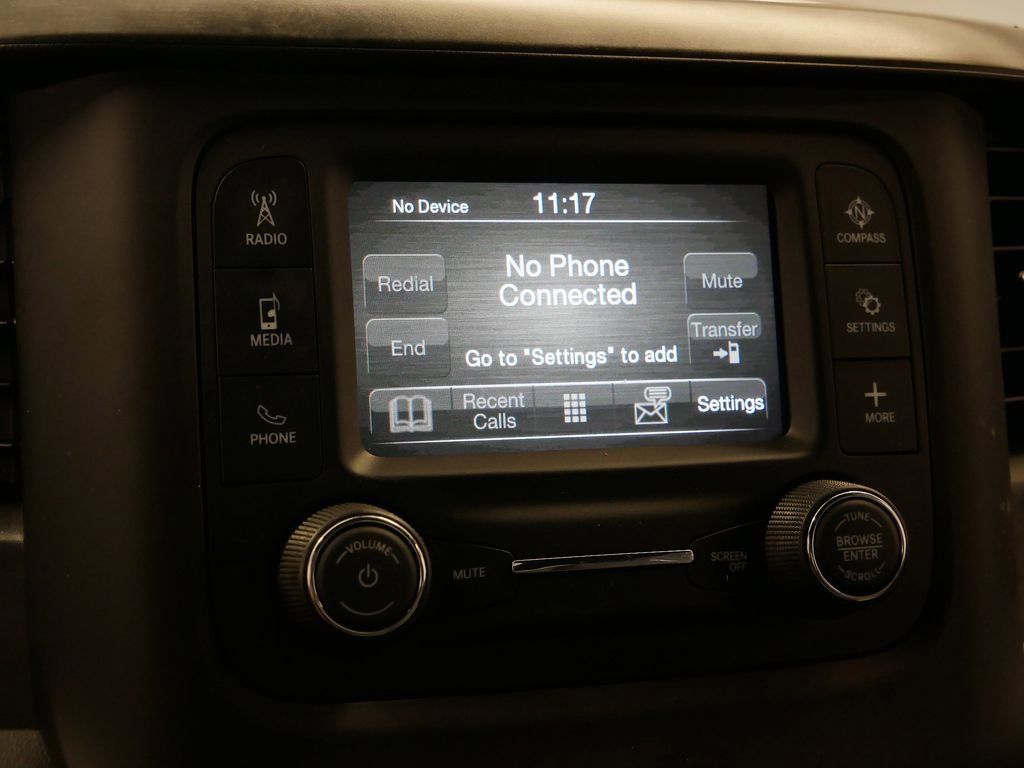 No Device
11:17
RADIO
MEDIA
PHONE
Redial
End
No Phone
Connected
Go to "Settings" to add
Mute
Transfer
Recent
Calls
Settings
N
COMPASS
SETTINGS
MORE
VOLUME
MUTE
SCREEN
OFF
TUNE
BROWSE
ENTER
SCROLL